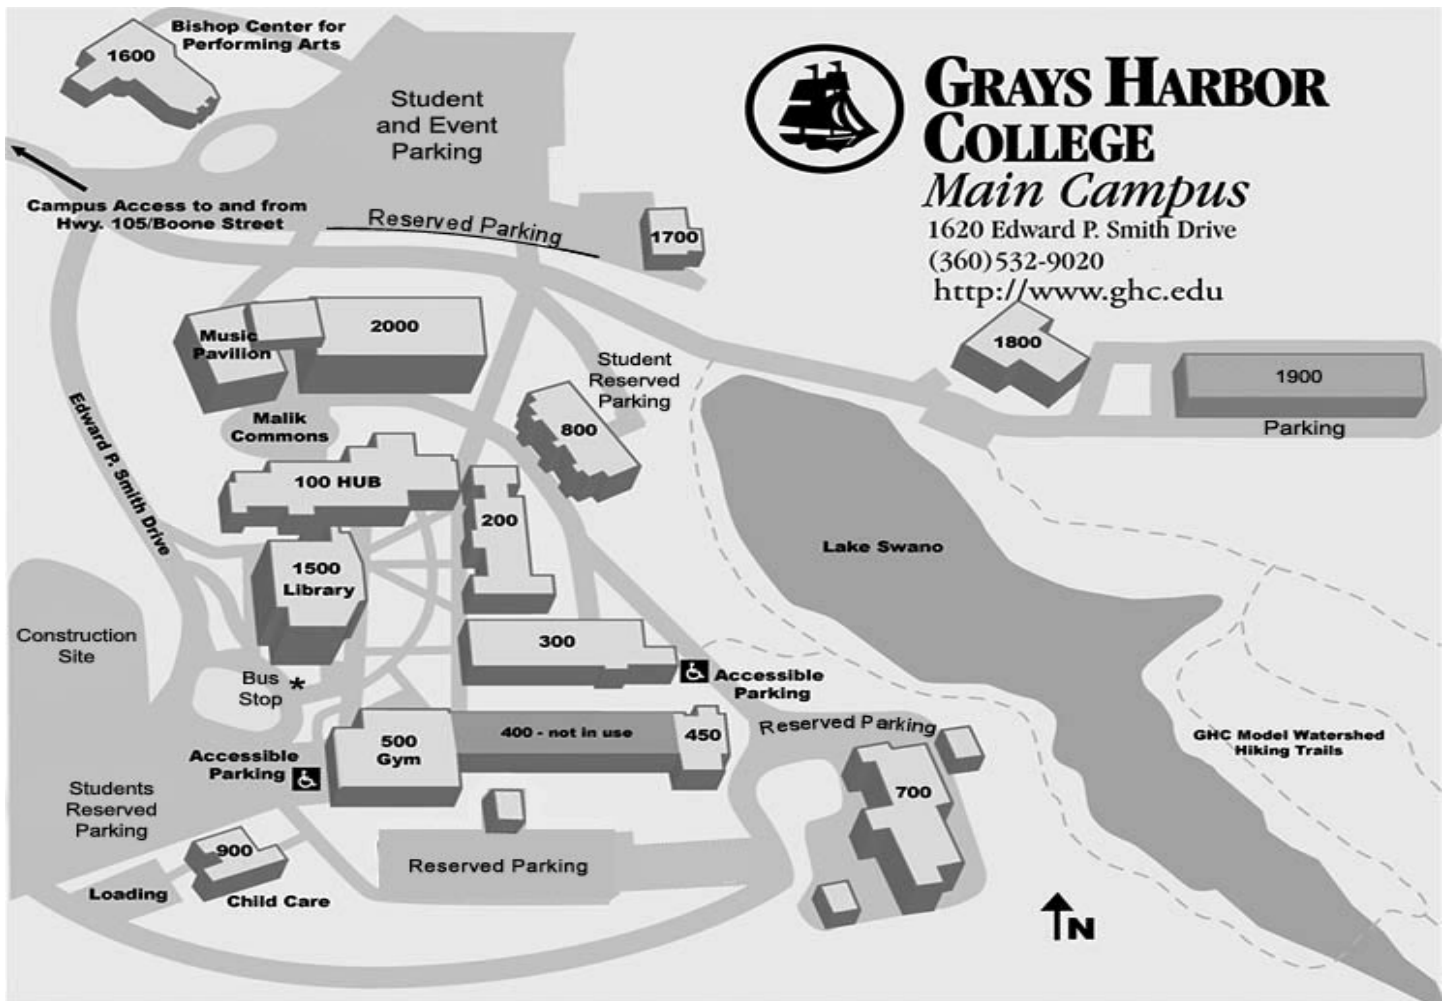 Bishop Center for
Performing Arts
1600
Student
and Event
Parking
GRAYS HARBOR
COLLEGE
Main Campus
1620 Edward P. Smith Drive
(360)532-9020
http://www.ghc.edu
Campus Access to and from
Hwy. 105/Boone Street
Reserved Parking
1700
Music
Pavilion
2000
1800
1900
Parking
Student
Reserved
Parking
Malik
Commons
800
Edward P. Smith Drive
100 HUB
200
1500
Library
Lake Swano
Construction
Site
300
Bus
Stop *
Accessible
Parking
500
Gym
400 - not in use
450
Reserved Parking
GHC Model Watershed
Hiking Trails
Accessible
Parking
Students
Reserved
Parking
700
900
Reserved Parking
Loading
Child Care
N